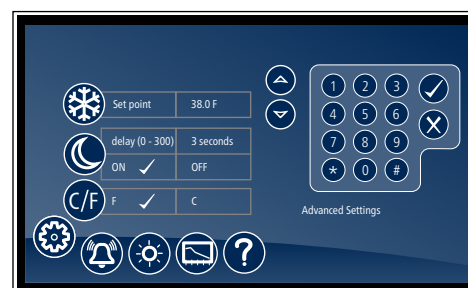 Set point 38.0 F
delay (0 - 300) 3 seconds
ON ✓ OFF
C/F F ✓ C
?
1 2 3
4 5 6
7 8 9
* 0 #
Advanced Settings